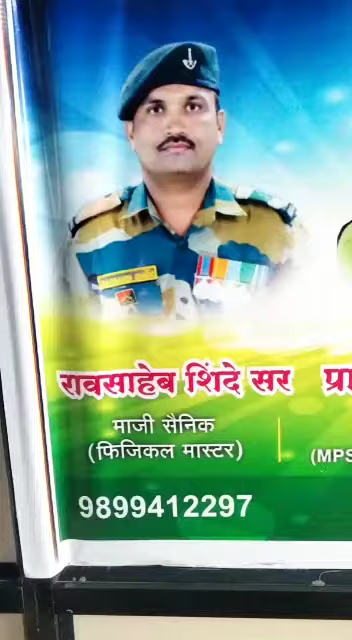 रावसाहेब शिंदे सर प्रा
माजी सैनिक
(फिजिकल मास्टर) (MPS
9899412297